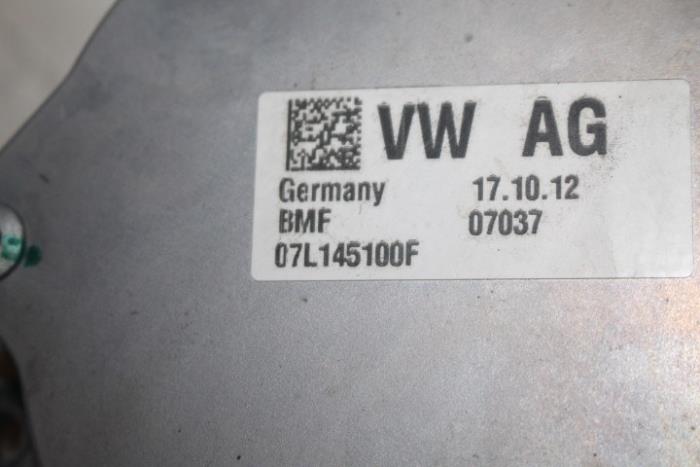 VW AG
Germany 17.10.12
BMF 07037
07L145100F